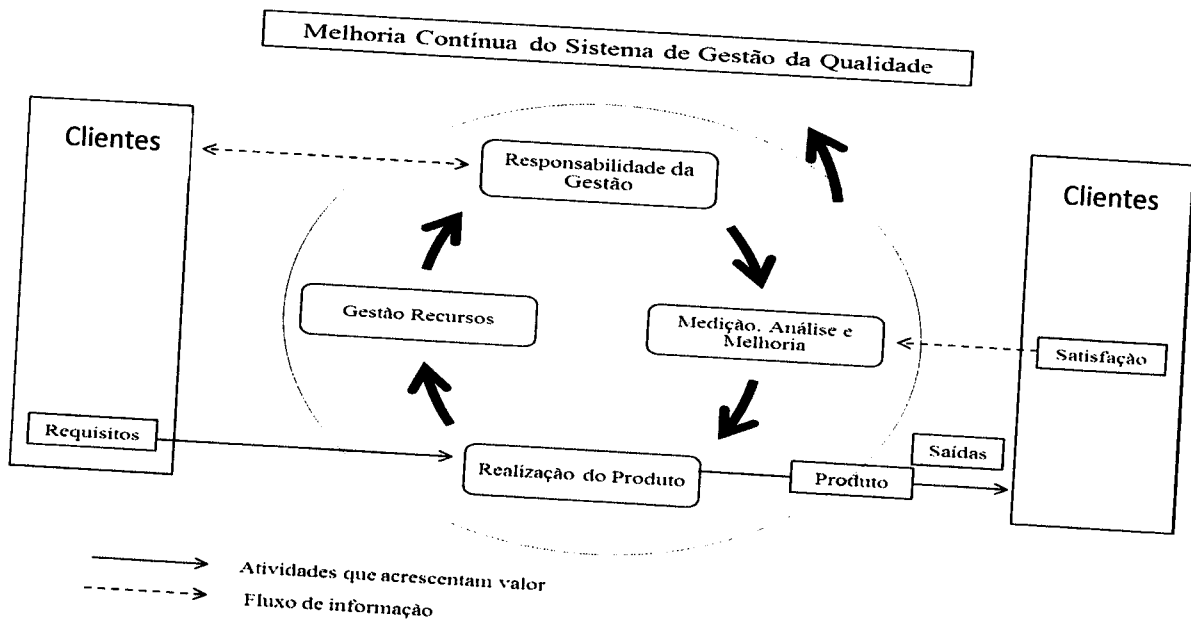 Melhoria Contínua do Sistema de Gestão da Qualidade
Clientes
Responsabilidade da
Gestão
Clientes
Gestão Recursos
Medição. Análise e
Melhoria
Satisfação
Requisitos
Realização do Produto
Produto
Saídas
Atividades que acrescentam valor
Fluxo de informação